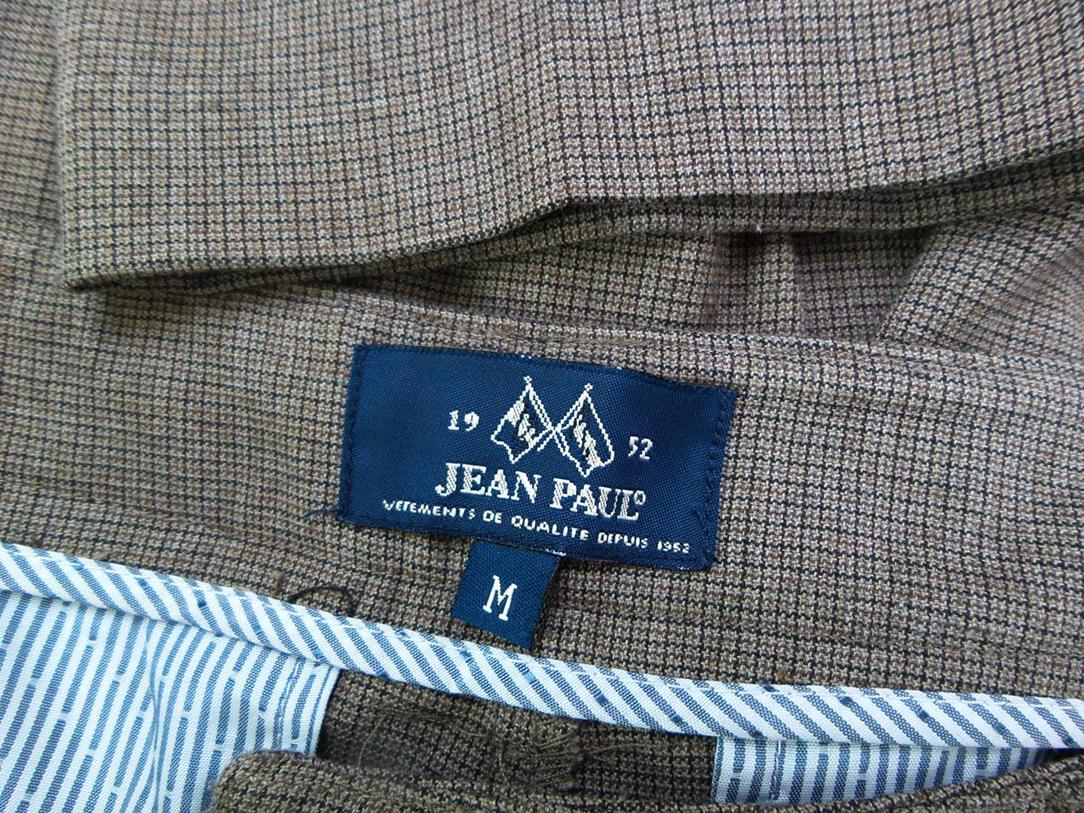 19 52
JEAN PAUL
VETEMENTS DE QUALITE DEPUIS 1952
M